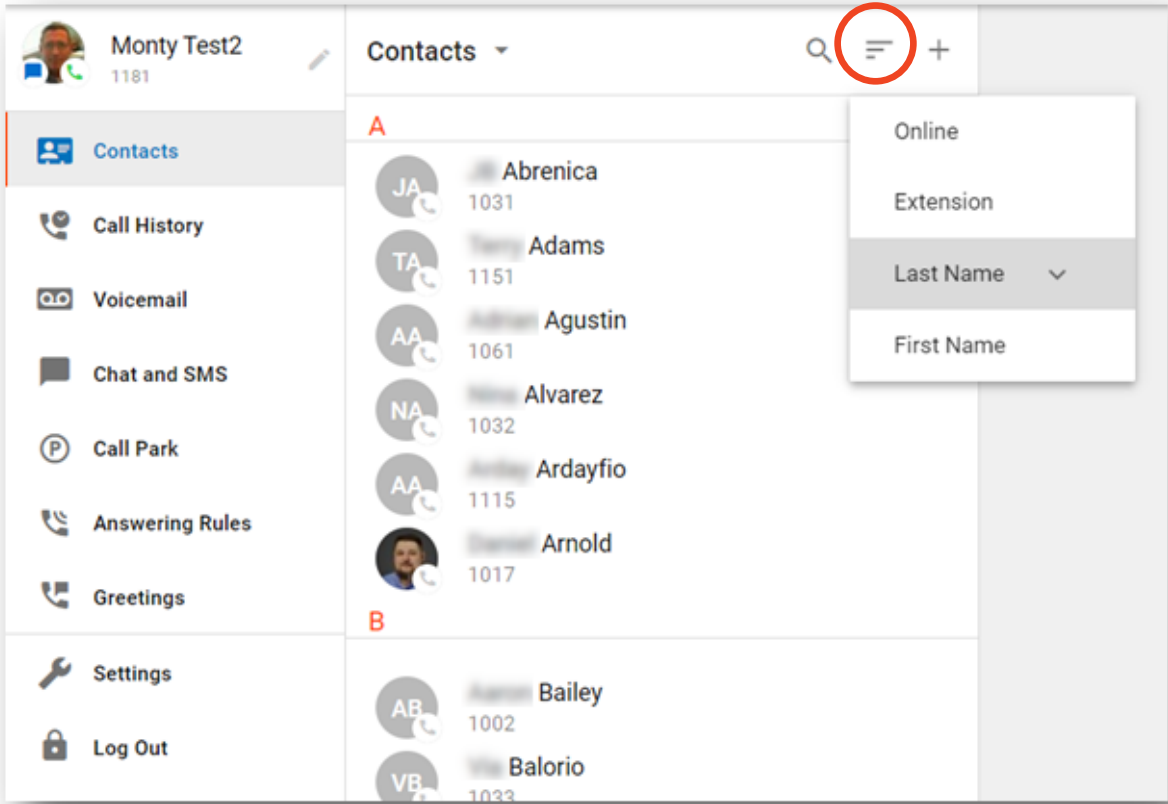 Monty Test2
1181
Contacts
Call History
Voicemail
Chat and SMS
Call Park
Answering Rules
Greetings
Settings
Log Out
Contacts
Online
Extension
Last Name
First Name
A
JA
Abrenica
1031
TA
Adams
1151
AA
Agustin
1061
NA
Alvarez
1032
AA
Ardayfio
1115
Arnold
1017
B
AB
Bailey
1002
VB
Balorio
1033